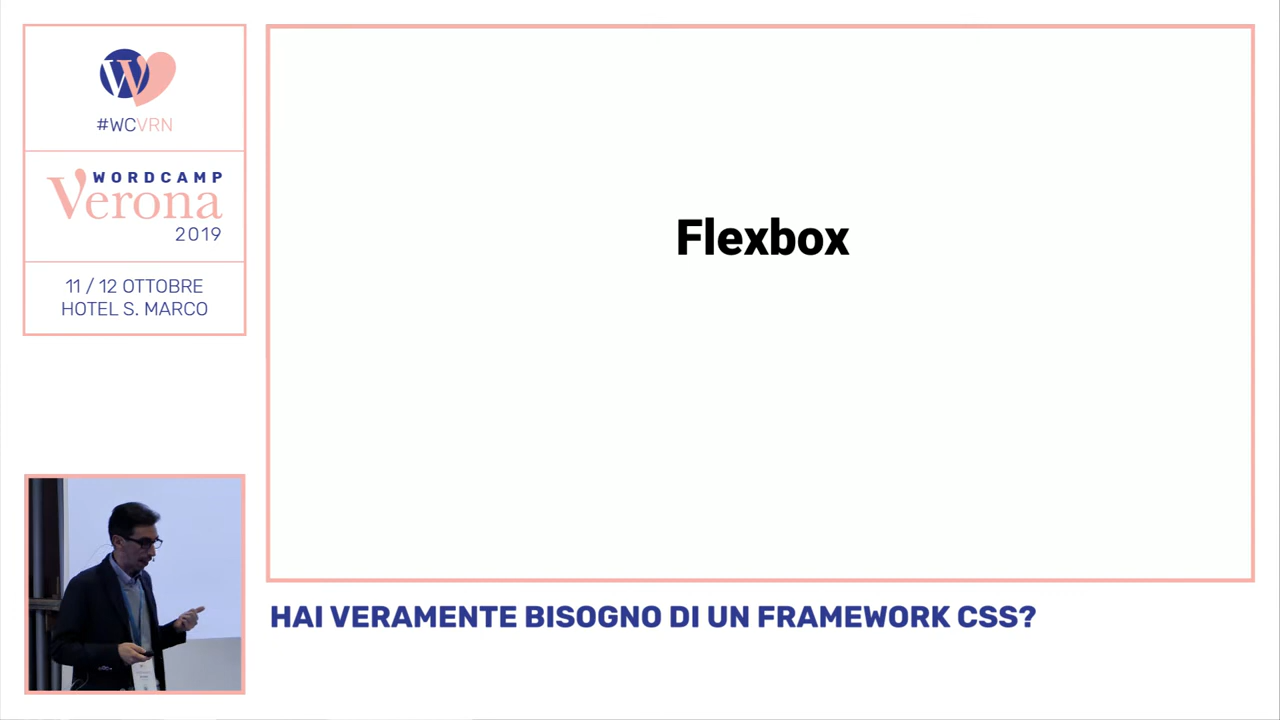 #WCVRN
WORDCAMP
Verona
2019
11 / 12 OTTOBRE
HOTEL S. MARCO
Flexbox
HAI VERAMENTE BISOGNO DI UN FRAMEWORK CSS?